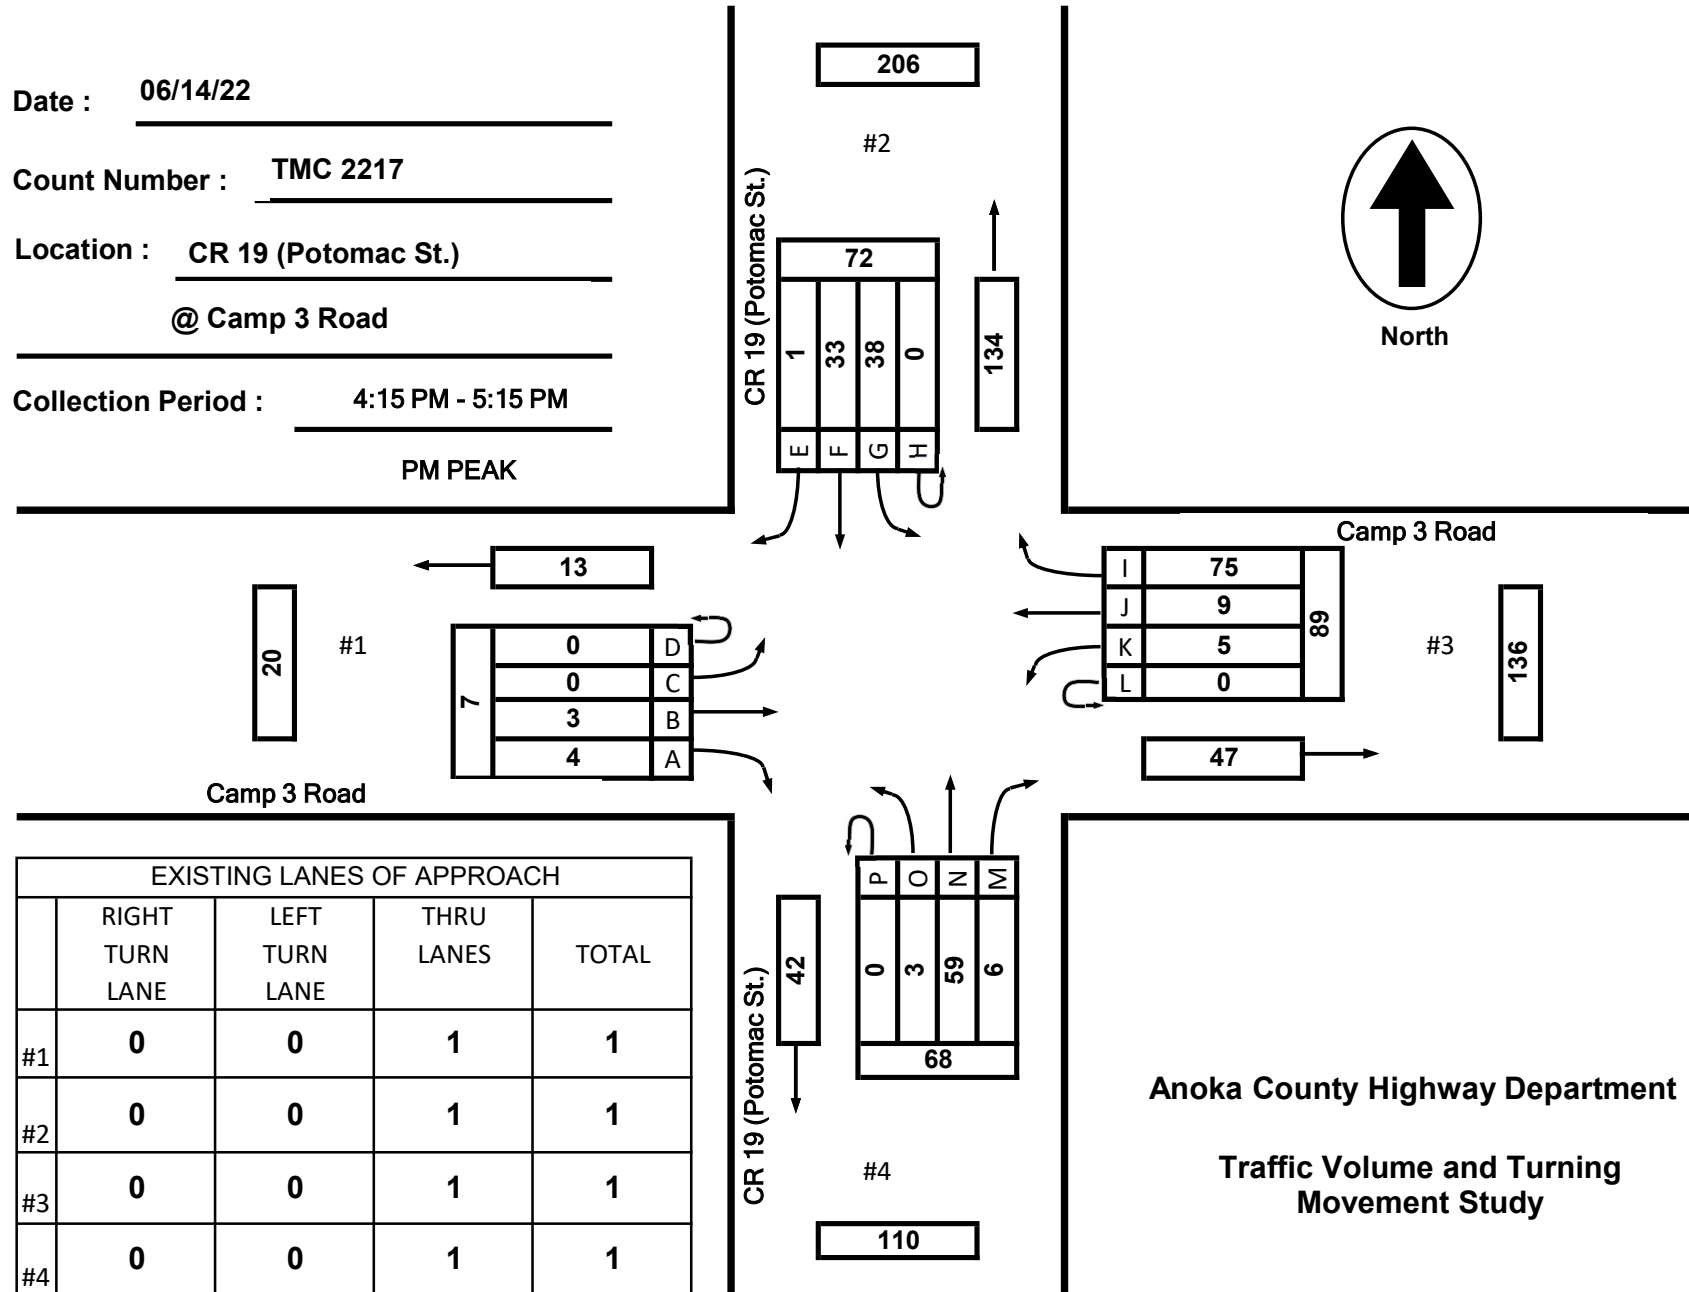 Date : 06/14/22
Count Number : TMC 2217
Location : CR 19 (Potomac St.)
@ Camp 3 Road
Collection Period : 4:15 PM - 5:15 PM
PM PEAK
206
#2
CR 19 (Potomac St.)
72
1 33 38 0
E F G H
134
North
Camp 3 Road
13
20
#1
7
0 D
0 C
3 B
4 A
Camp 3 Road
I 75
J 9
K 5
L 0
89
#3
136
47
P O N M
0 3 59 6
68
42
CR 19 (Potomac St.)
#4
110
EXISTING LANES OF APPROACH
RIGHT LEFT THRU
TURN TURN LANES TOTAL
LANE LANE
#1 0 0 1 1
#2 0 0 1 1
#3 0 0 1 1
#4 0 0 1 1
Anoka County Highway Department
Traffic Volume and Turning
Movement Study